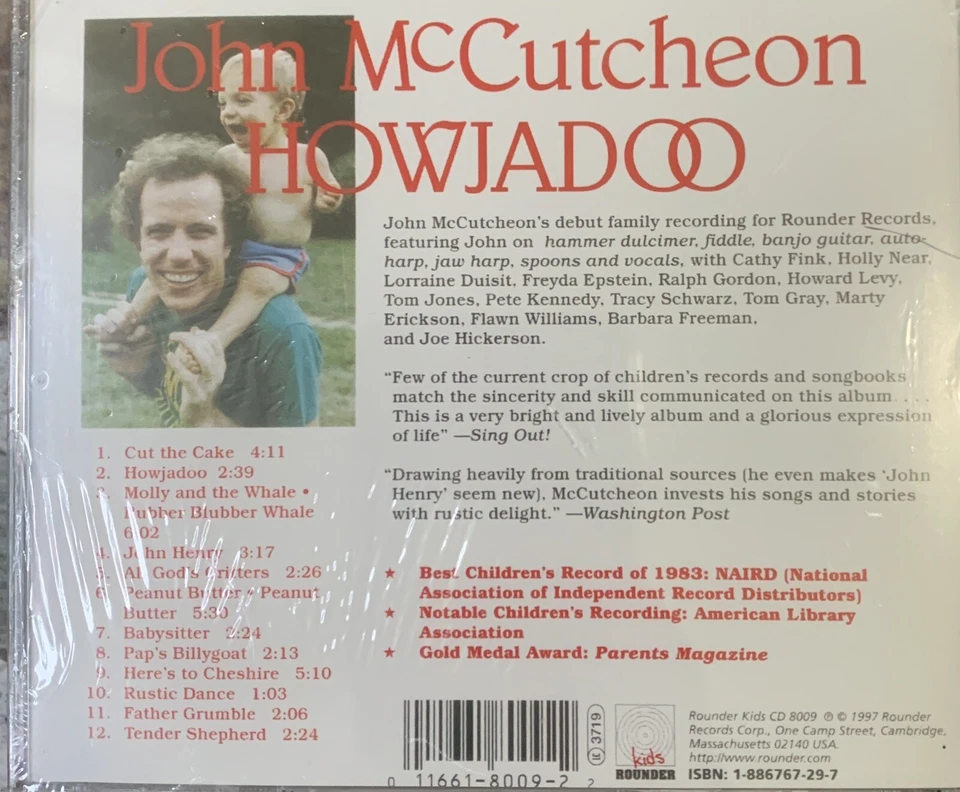 John McCutcheon
HOWJADOO
John McCutcheon's debut family recording for Rounder Records,
featuring John on hammer dulcimer, fiddle, banjo guitar, auto-
harp, jaw harp, spoons and vocals, with Cathy Fink, Holly Near,
Lorraine Duisit, Freyda Epstein, Ralph Gordon, Howard Levy,
Tom Jones, Pete Kennedy, Tracy Schwarz, Tom Gray, Marty
Erickson, Flawn Williams, Barbara Freeman,
and Joe Hickerson.
"Few of the current crop of children's records and songbooks
match the sincerity and skill communicated on this album. . . .
This is a very bright and lively album and a glorious expression
of life" —Sing Out!
"Drawing heavily from traditional sources (he even makes 'John
Henry' seem new), McCutcheon invests his songs and stories
with rustic delight." —Washington Post
★ Best Children's Record of 1983: NAIRD (National
Association of Independent Record Distributors)
★ Notable Children's Recording: American Library
Association
★ Gold Medal Award: Parents Magazine
1. Cut the Cake 4:11
2. Howjadoo 2:39
3. Molly and the Whale •
Rubber Blubber Whale
6:02
4. John Henry 3:17
5. All God's Critters 2:26
6. Peanut Butter • Peanut
Butter 5:30
7. Babysitter 2:24
8. Pap's Billygoat 2:13
9. Here's to Cheshire 5:10
10. Rustic Dance 1:03
11. Father Grumble 2:06
12. Tender Shepherd 2:24
0 11661-8009-2 2
LC 3719
kids
ROUNDER
Rounder Kids CD 8009 ℗ © 1997 Rounder
Records Corp., One Camp Street, Cambridge,
Massachusetts 02140 USA.
http://www.rounder.com
ISBN: 1-886767-29-7